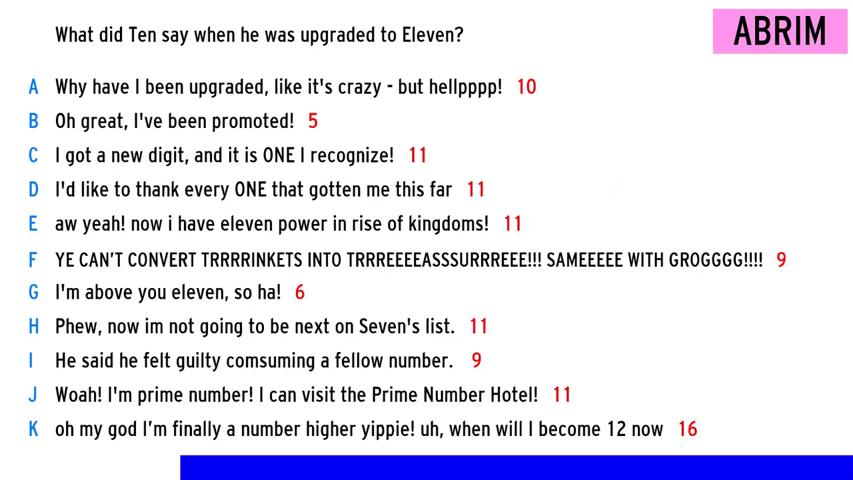 What did Ten say when he was upgraded to Eleven?
ABRIM
A Why have I been upgraded, like it's crazy - but hellpppp! 10
B Oh great, I've been promoted! 5
C I got a new digit, and it is ONE I recognize! 11
D I'd like to thank every ONE that gotten me this far 11
E aw yeah! now i have eleven power in rise of kingdoms! 11
F YE CAN'T CONVERT TRRRRINKETS INTO TRRREEEEASSSURRREEE!!! SAMEEEEE WITH GROGGGG!!!! 9
G I'm above you eleven, so ha! 6
H Phew, now im not going to be next on Seven's list. 11
I He said he felt guilty comsuming a fellow number. 9
J Woah! I'm prime number! I can visit the Prime Number Hotel! 11
K oh my god I'm finally a number higher yippie! uh, when will I become 12 now 16